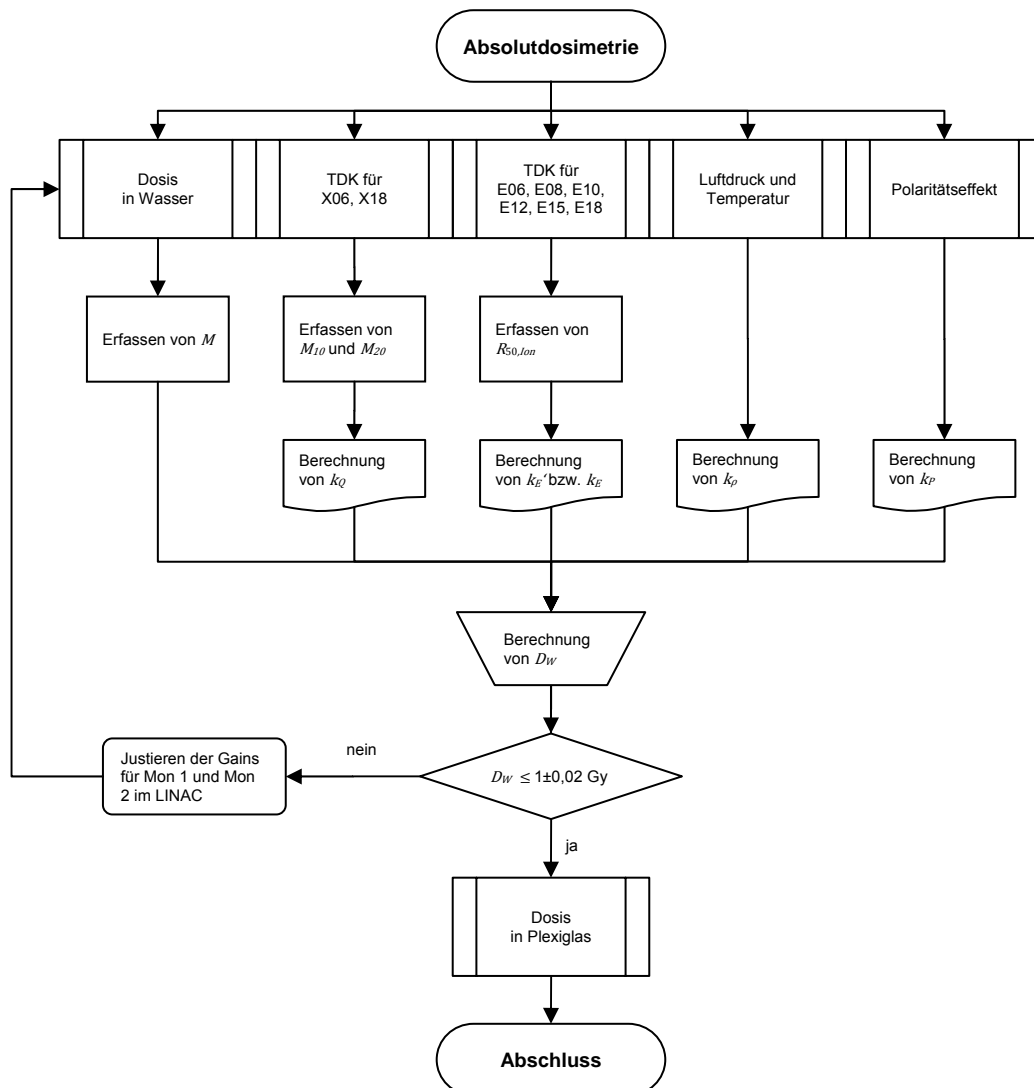 Absolutdosimetrie
Dosis
in Wasser
TDK für
X06, X18
TDK für
E06, E08, E10,
E12, E15, E18
Luftdruck und
Temperatur
Polaritätseffekt
Erfassen von M
Erfassen von
M10 und M20
Erfassen von
R50,Ion
Berechnung
von kQ
Berechnung
von kE‘ bzw. kE
Berechnung
von kρ
Berechnung
von kP
Berechnung
von DW
nein
Justieren der Gains
für Mon 1 und Mon
2 im LINAC
DW ≤ 1±0,02 Gy
ja
Dosis
in Plexiglas
Abschluss